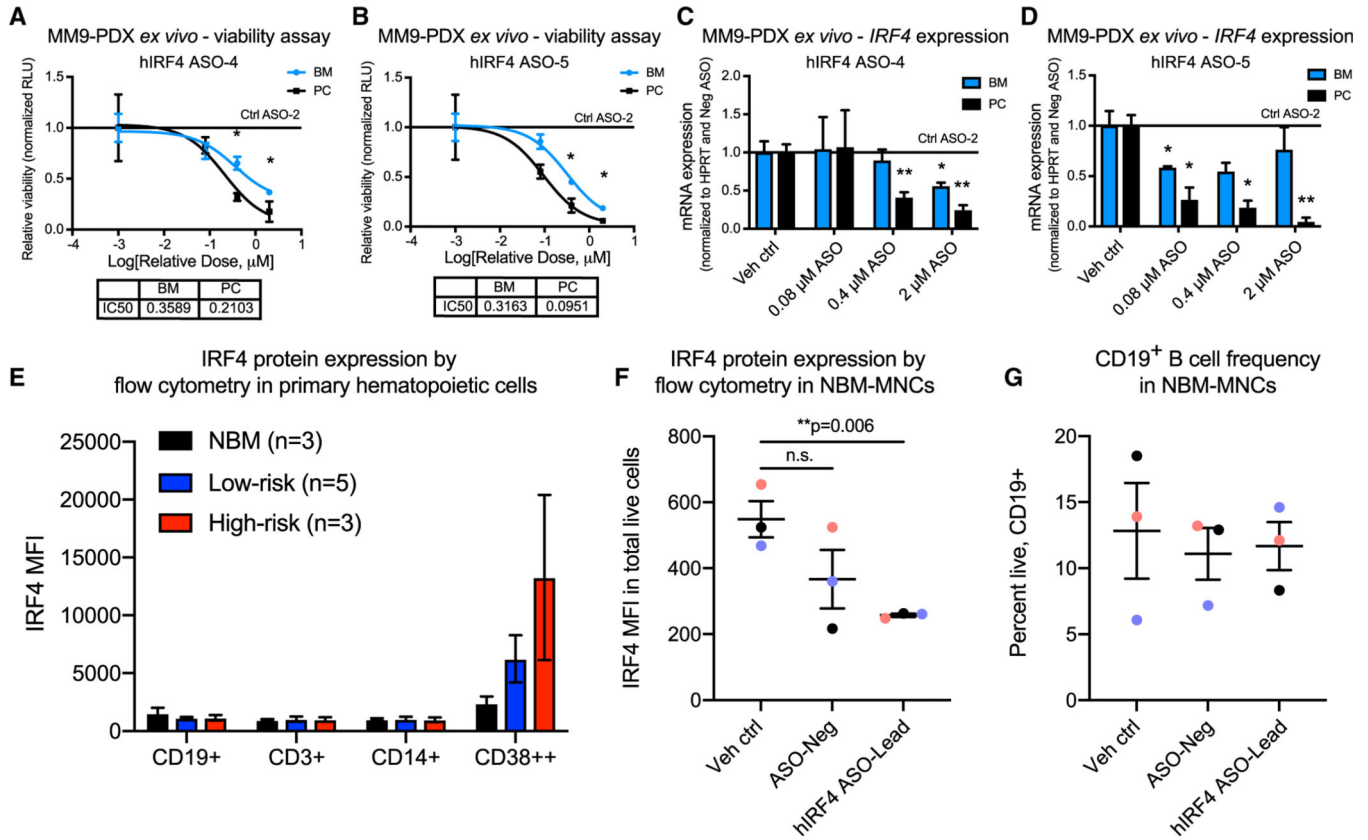 A
MM9-PDX ex vivo - viability assay
hIRF4 ASO-4
Relative viability (normalized RLU)
1.5
1.0
0.5
0.0
BM
PC
Ctrl ASO-2
*
*
-4 -3 -2 -1 0 1
Log[Relative Dose, μM]
BM PC
IC50 0.3589 0.2103
B
MM9-PDX ex vivo - viability assay
hIRF4 ASO-5
Relative viability (normalized RLU)
1.5
1.0
0.5
0.0
BM
PC
Ctrl ASO-2
*
*
-4 -3 -2 -1 0 1
Log[Relative Dose, μM]
BM PC
IC50 0.3163 0.0951
C
MM9-PDX ex vivo - IRF4 expression
hIRF4 ASO-4
mRNA expression
(normalized to HPRT and Neg ASO)
2.0
1.5
1.0
0.5
0.0
BM
PC
Ctrl ASO-2
**
*
**
Veh ctrl
0.08 μM ASO
0.4 μM ASO
2 μM ASO
D
MM9-PDX ex vivo - IRF4 expression
hIRF4 ASO-5
mRNA expression
(normalized to HPRT and Neg ASO)
1.5
1.0
0.5
0.0
BM
PC
Ctrl ASO-2
*
*
*
**
Veh ctrl
0.08 μM ASO
0.4 μM ASO
2 μM ASO
E
IRF4 protein expression by
flow cytometry in primary hematopoietic cells
IRF4 MFI
25000
20000
15000
10000
5000
0
NBM (n=3)
Low-risk (n=5)
High-risk (n=3)
CD19+ CD3+ CD14+ CD38++
F
IRF4 protein expression by
flow cytometry in NBM-MNCs
IRF4 MFI in total live cells
800
600
400
200
0
**p=0.006
n.s.
Veh ctrl
ASO-Neg
hIRF4 ASO-Lead
G
CD19+ B cell frequency
in NBM-MNCs
Percent live, CD19+
20
15
10
5
0
Veh ctrl
ASO-Neg
hIRF4 ASO-Lead